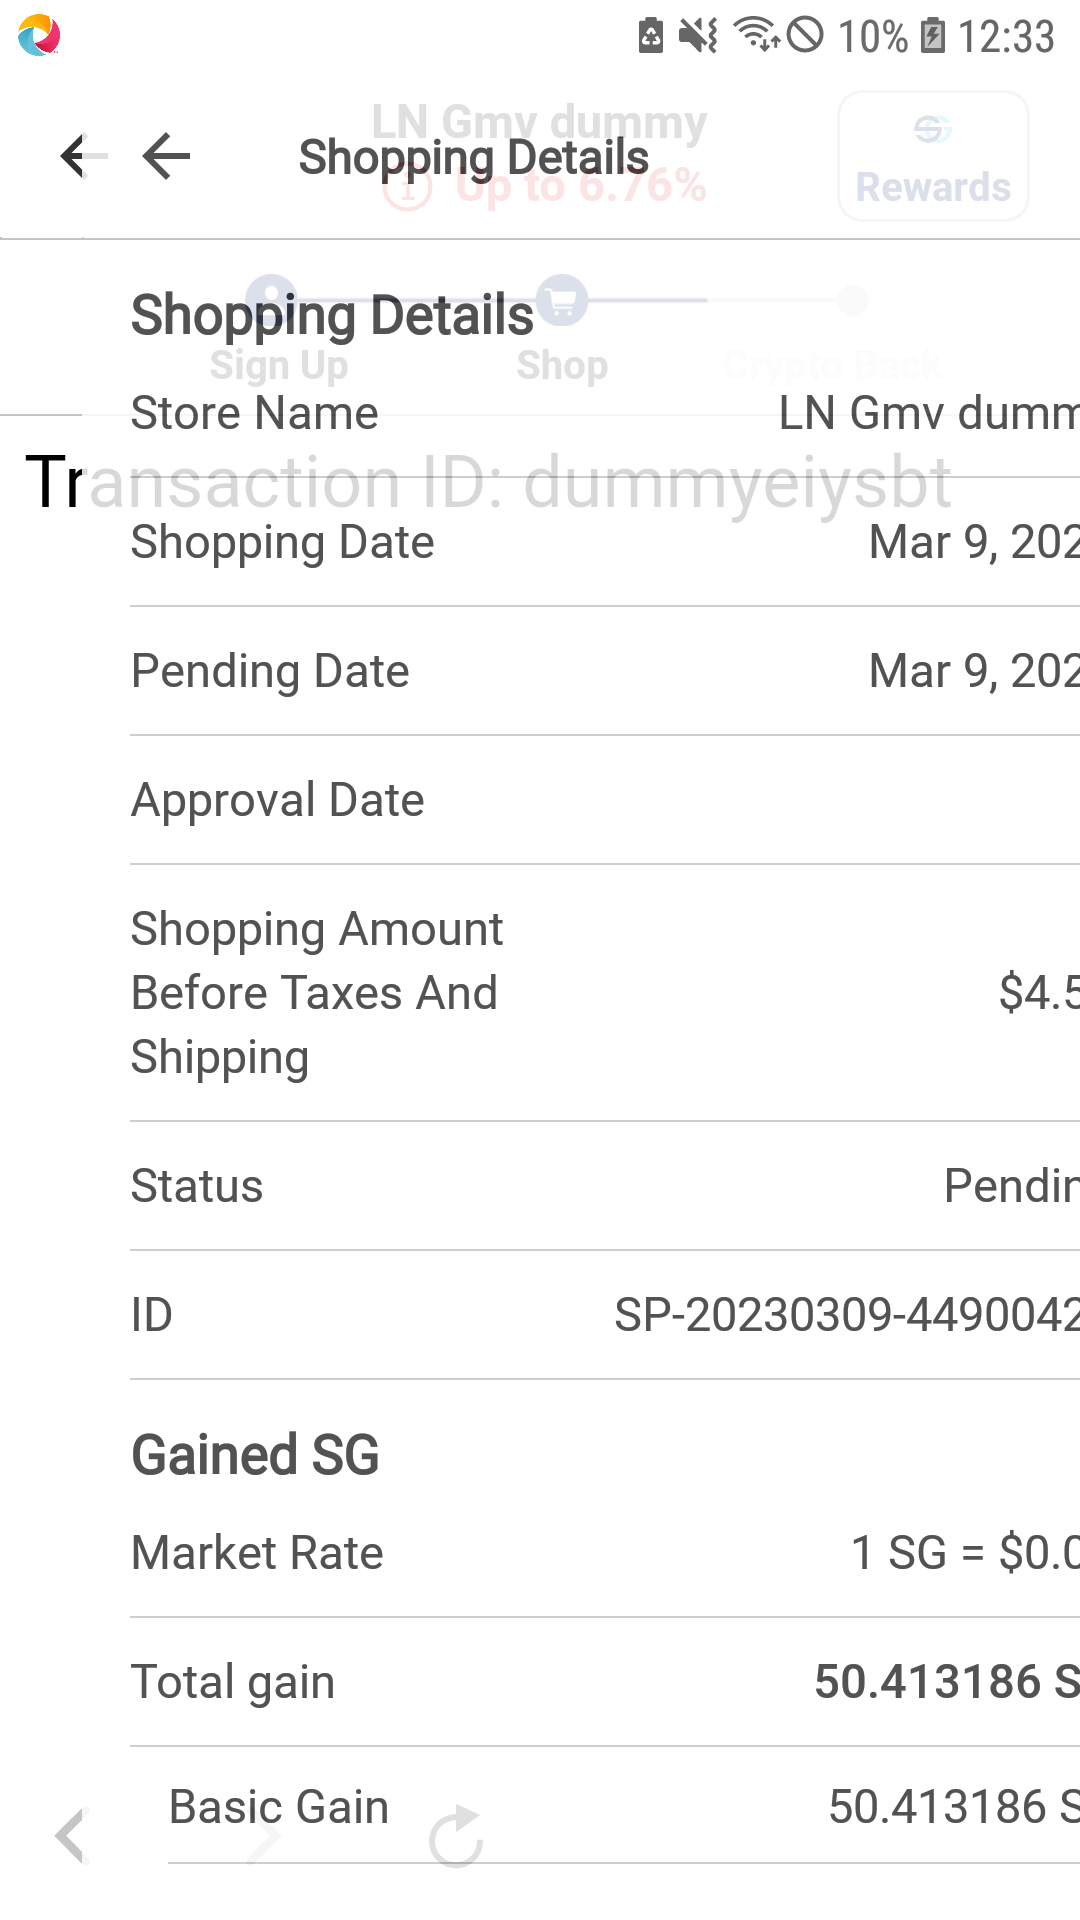 10% 12:33
LN Gmv dummy
Shopping Details
Up to 6.76%
Rewards
Shopping Details
Sign Up Shop Crypto Back
Store Name LN Gmv dumm
Transaction ID: dummyeiysbt
Shopping Date Mar 9, 202
Pending Date Mar 9, 202
Approval Date
Shopping Amount
Before Taxes And $4.5
Shipping
Status Pendin
ID SP-20230309-4490042
Gained SG
Market Rate 1 SG = $0.0
Total gain 50.413186 S
Basic Gain 50.413186 S